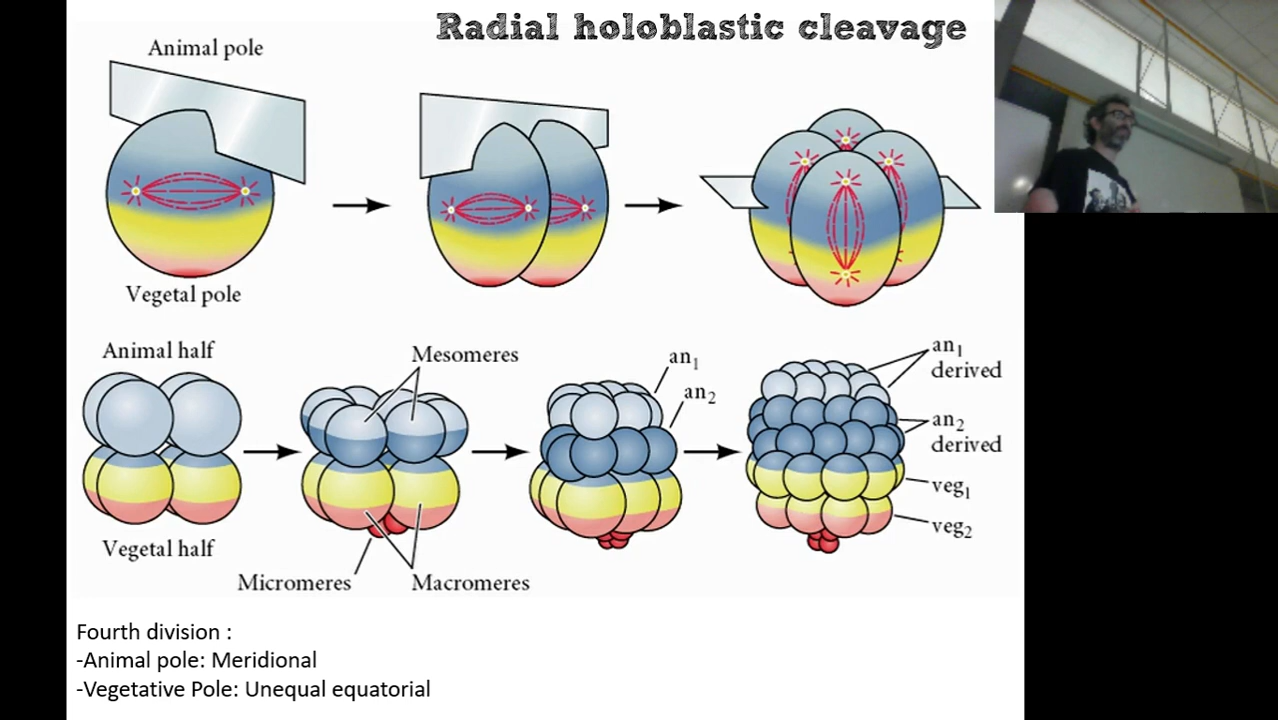 Radial holoblastic cleavage
Animal pole
Vegetal pole
Animal half
Mesomeres
an1
an2
an1
derived
an2
derived
veg1
veg2
Vegetal half
Micromeres
Macromeres
Fourth division :
-Animal pole: Meridional
-Vegetative Pole: Unequal equatorial